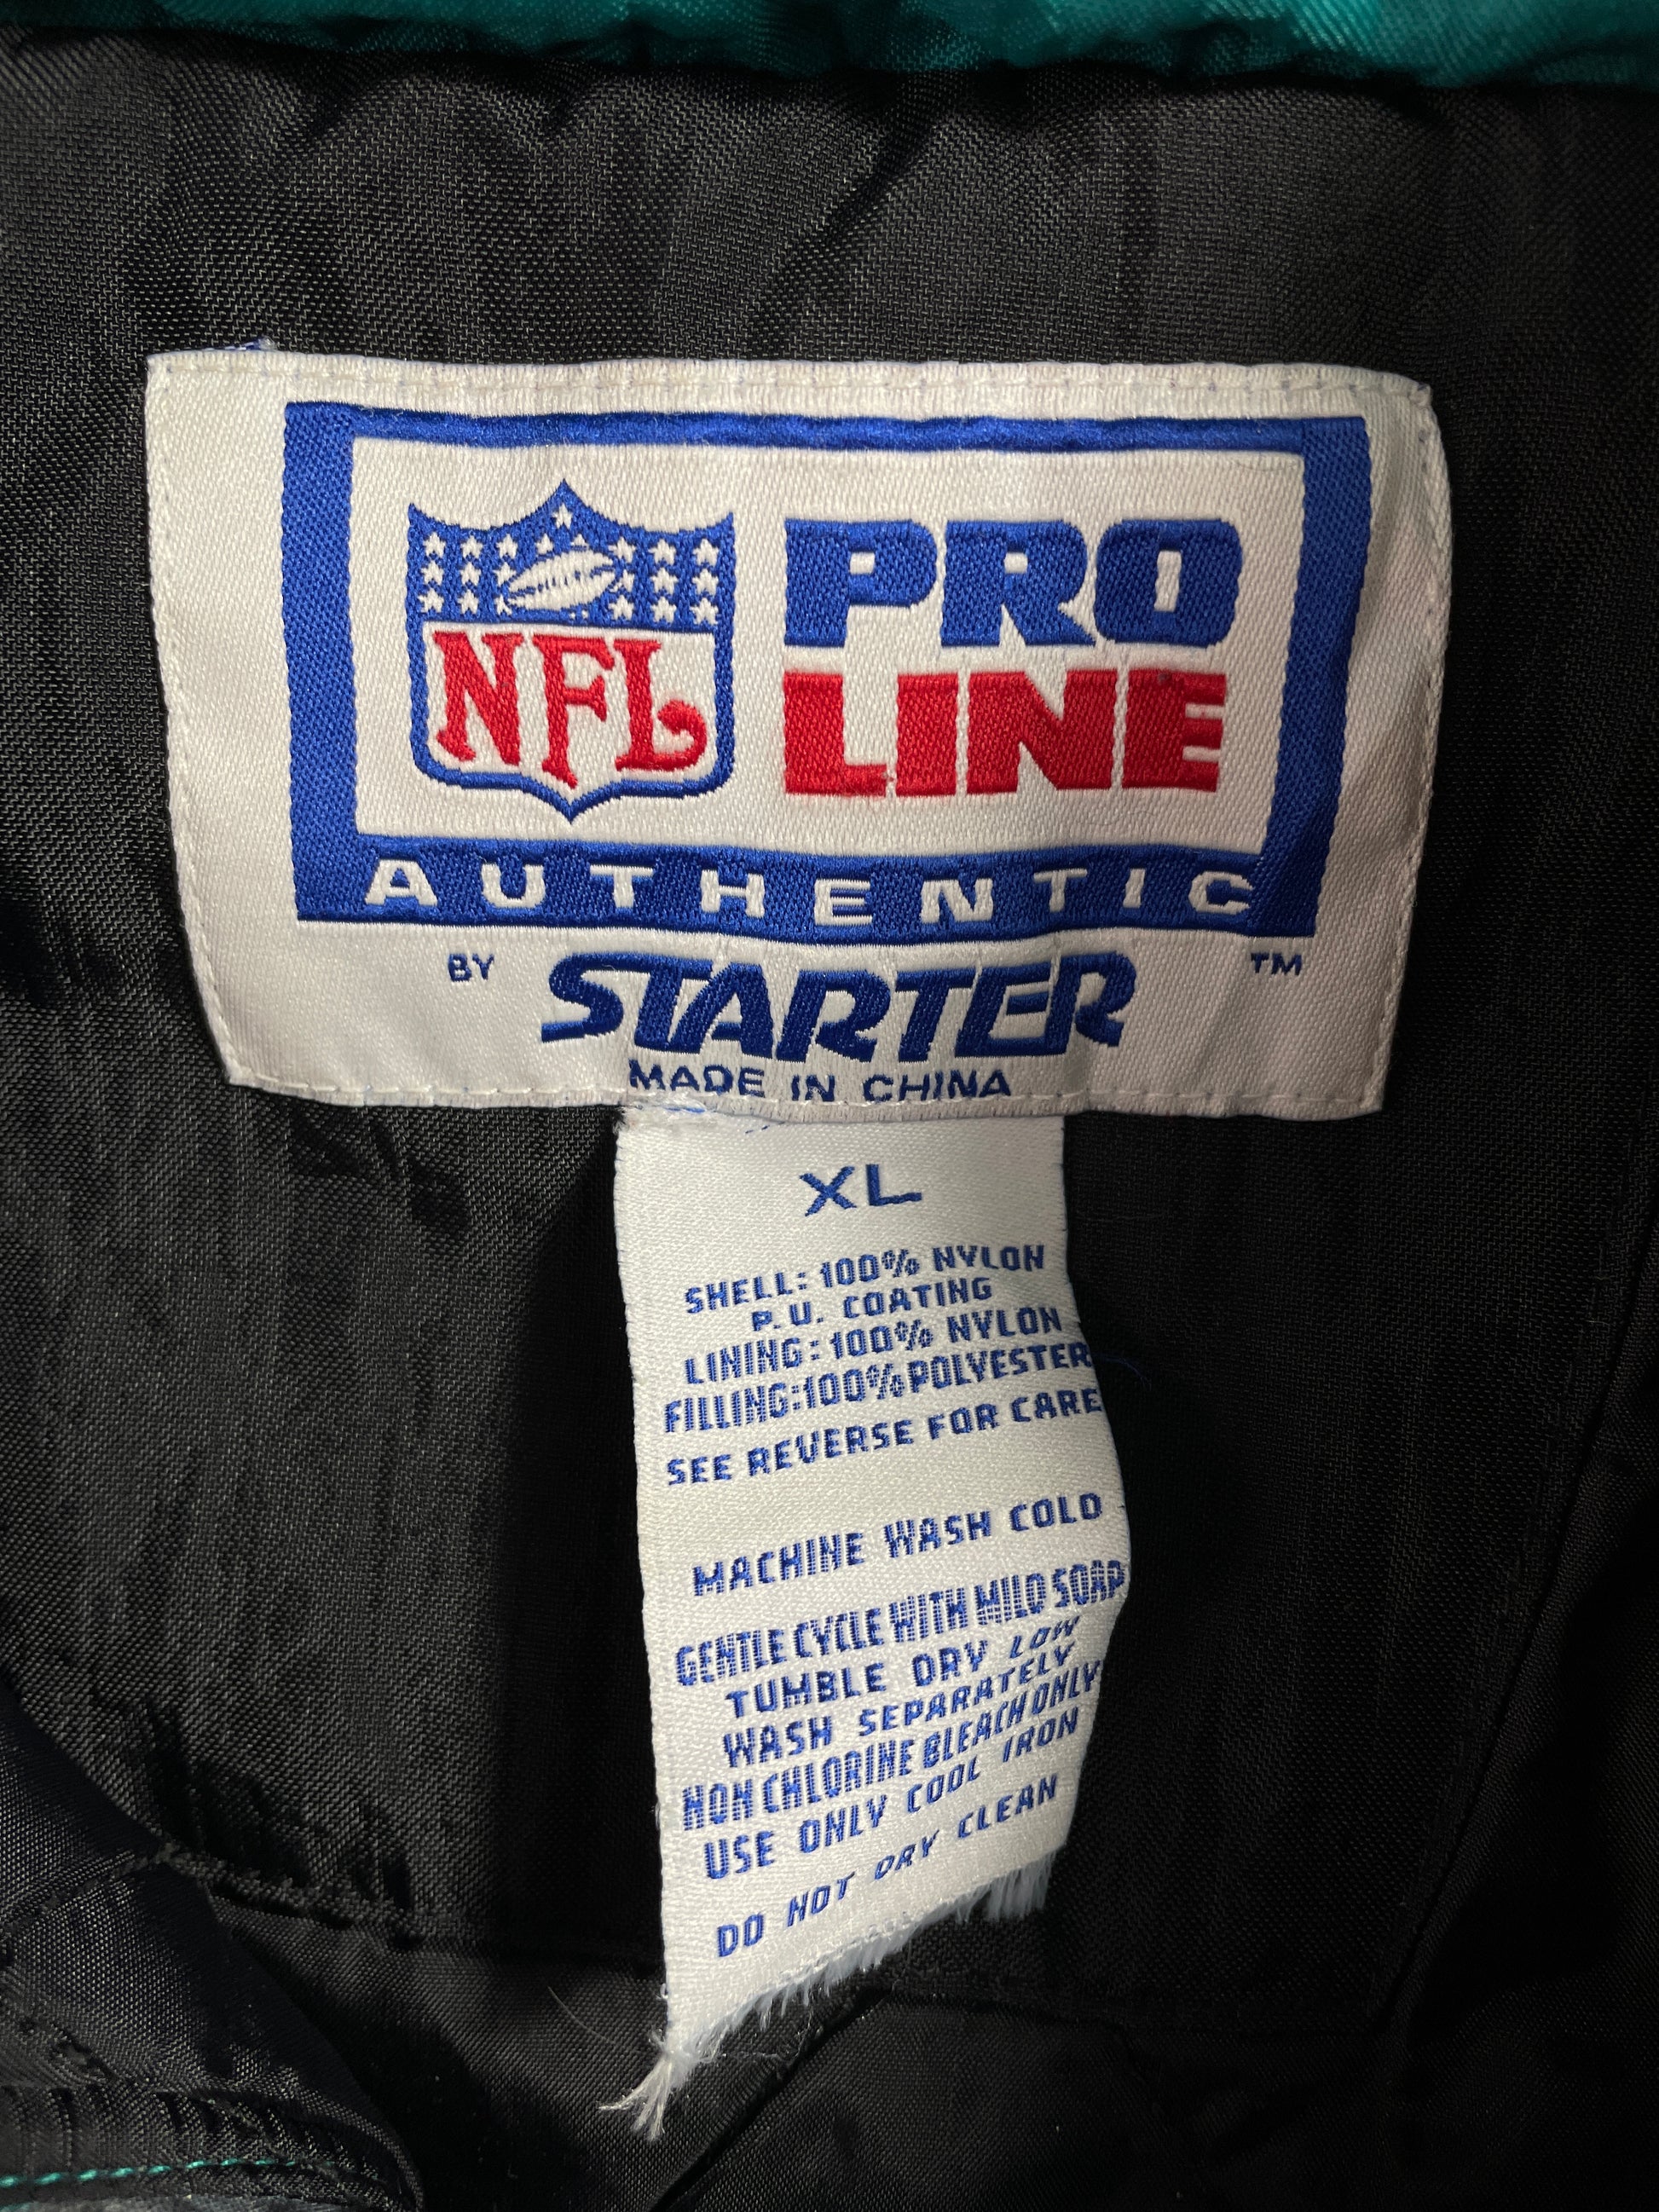 NFL
PRO
LINE
AUTHENTIC
BY STARTER TM
MADE IN CHINA
XL
SHELL: 100% NYLON
P.U. COATING
LINING: 100% NYLON
FILLING:100%POLYESTER
SEE REVERSE FOR CARE
MACHINE WASH COLD
GENTLE CYCLE WITH MILD SOAP
TUMBLE DRY LOW
WASH SEPARATELY
NON CHLORINE BLEACH ONLY
USE ONLY COOL IRON
DO NOT DRY CLEAN